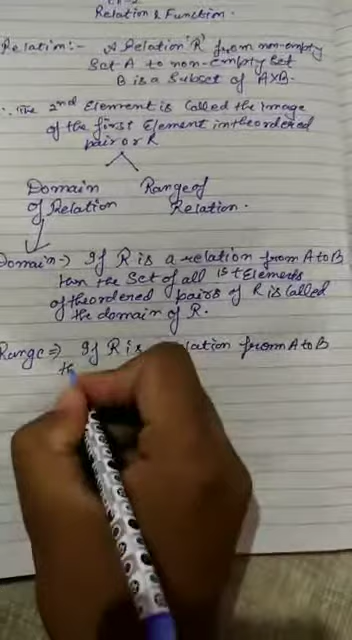 Relation & Function.
Relation:- A Relation 'R' from non-empty
Set A to non-empty Set
B is a Subset of A×B.
∴ The 2nd Element is called the image
of the first Element in the ordered
pair or R
Domain Range of
of Relation Relation.
Domain → If R is a relation from A to B
than the Set of all 1st Elements
of the ordered pairs of R is called
the domain of R.
Range ⇒ If R is from A to B